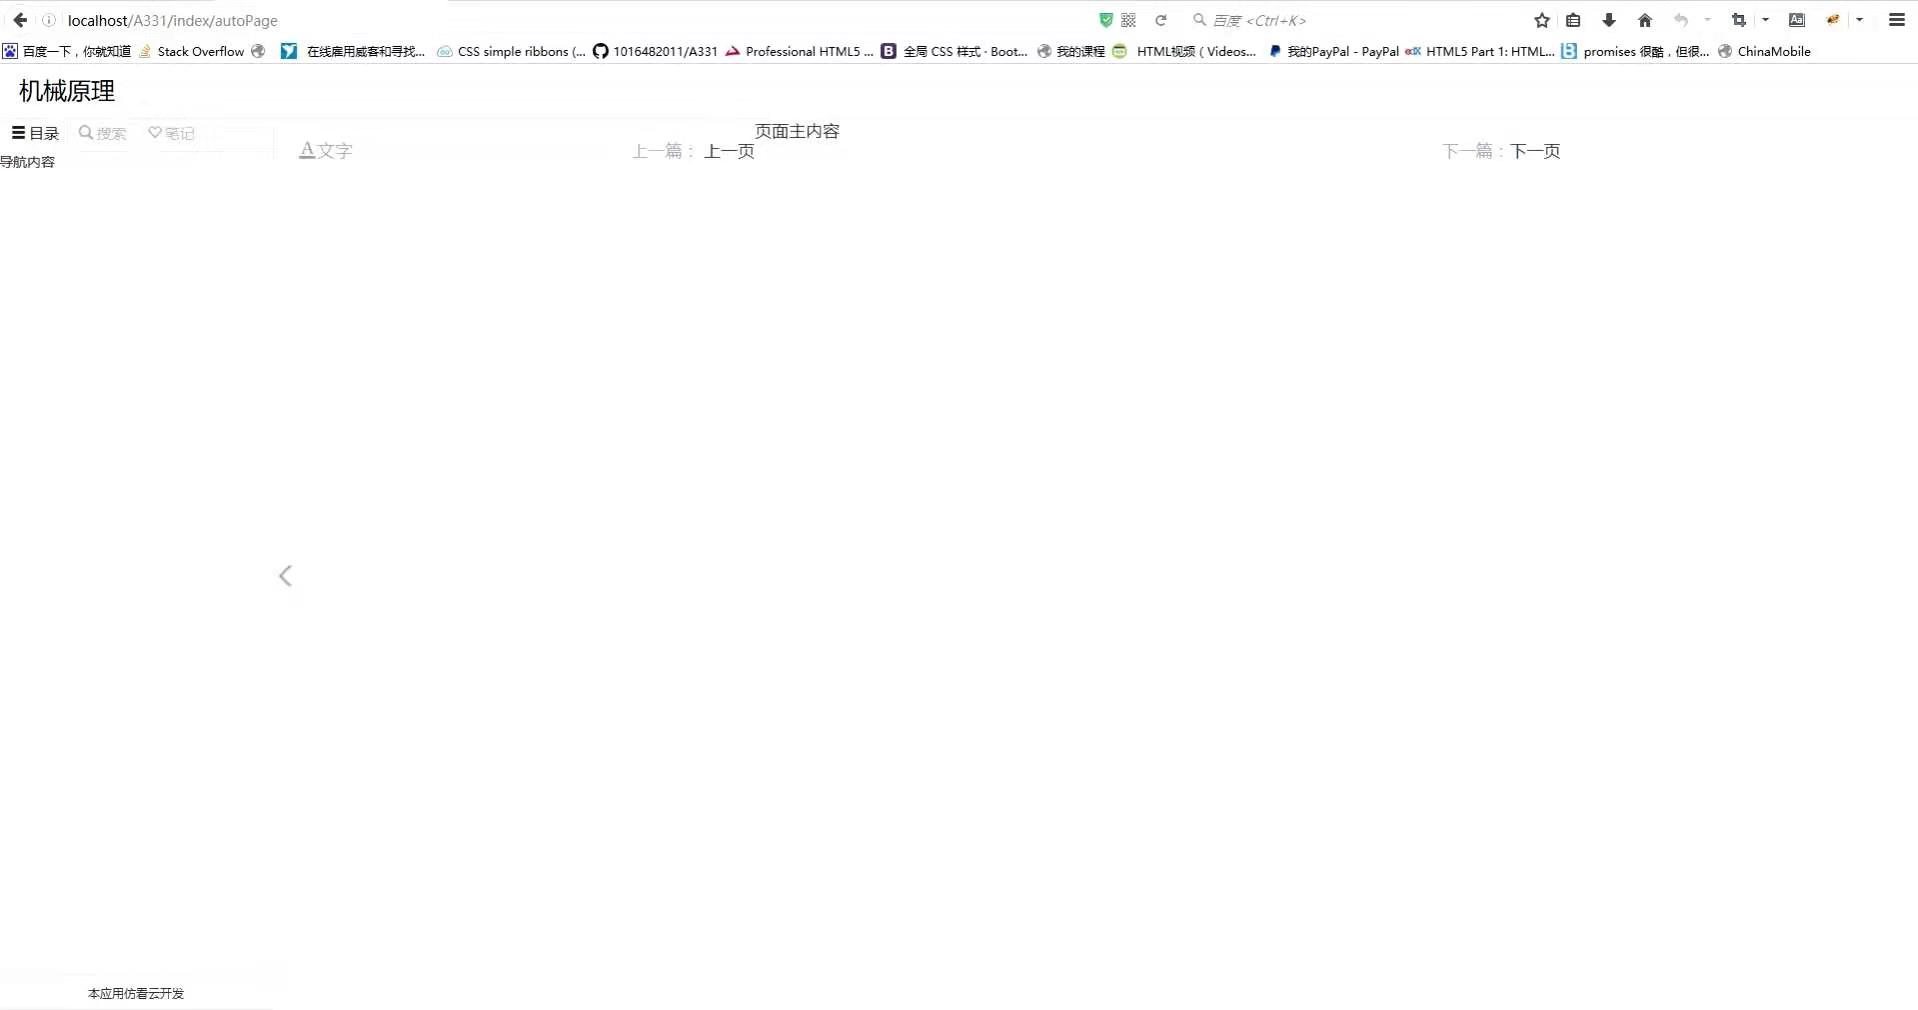 localhost/A331/index/autoPage 百度 <Ctrl+K> Aa
百度一下，你就知道 Stack Overflow 在线雇用威客和寻找... CSS simple ribbons (... 1016482011/A331 Professional HTML5 ... B 全局 CSS 样式 · Boot... 我的课程 HTML视频（Videos... 我的PayPal - PayPal edX HTML5 Part 1: HTML... promises 很酷，但很... ChinaMobile
机械原理
目录 搜索 笔记 页面主内容
A文字 上一篇： 上一页 下一篇：下一页
导航内容
本应用仿看云开发